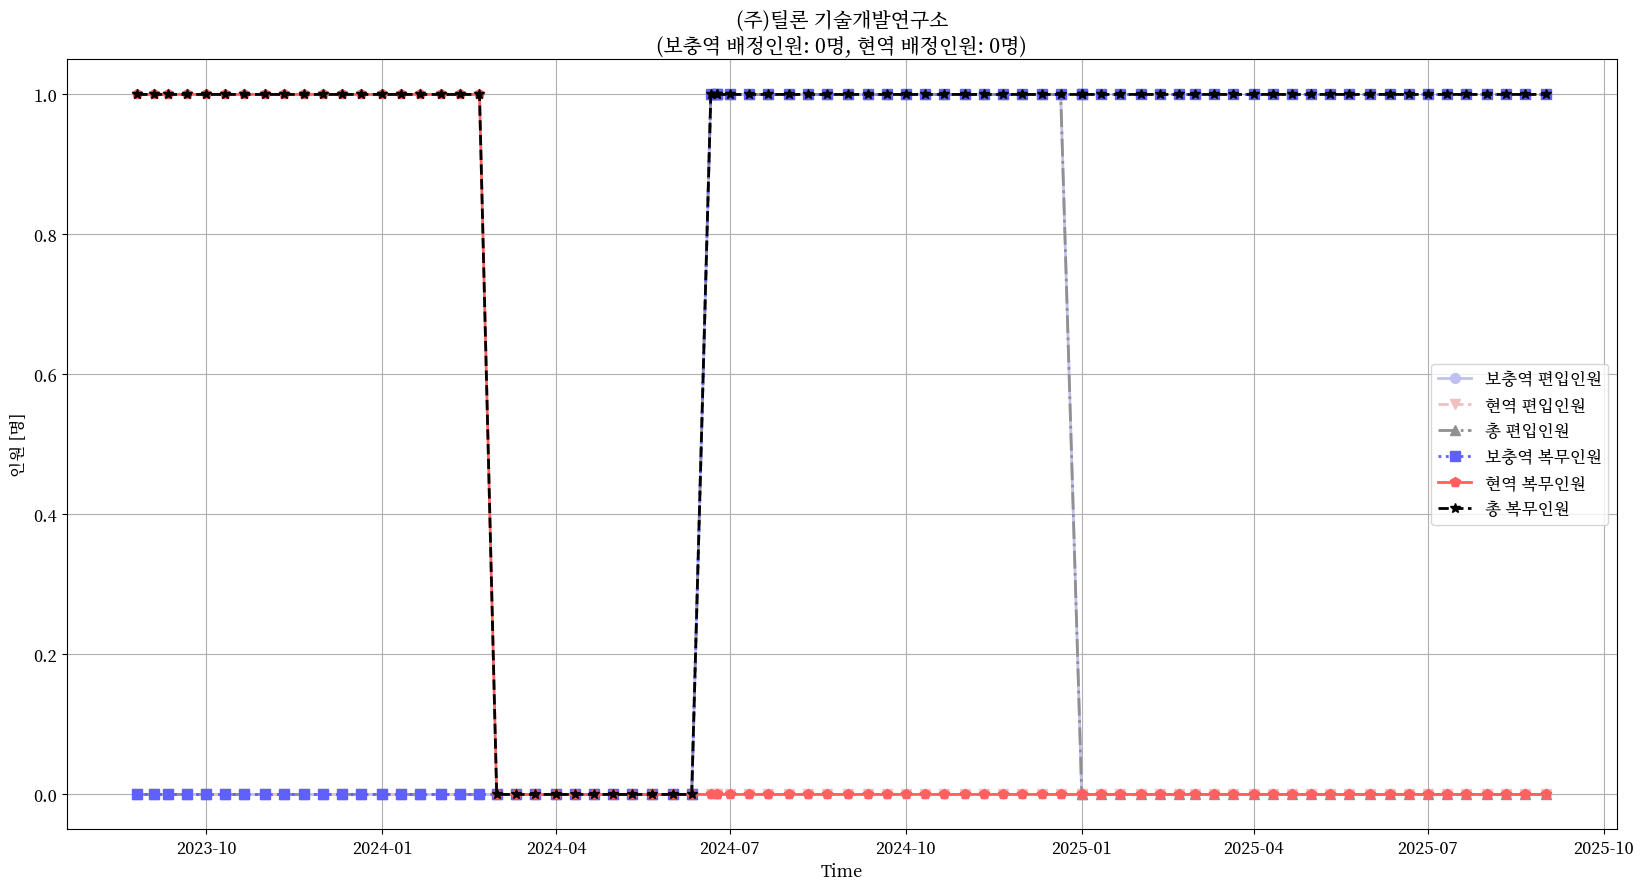 (주)틸론 기술개발연구소
(보충역 배정인원: 0명, 현역 배정인원: 0명)
1.0
0.8
0.6
0.4
0.2
0.0
인원 [명]
보충역 편입인원
현역 편입인원
총 편입인원
보충역 복무인원
현역 복무인원
총 복무인원
2023-10
2024-01
2024-04
2024-07
2024-10
2025-01
2025-04
2025-07
2025-10
Time